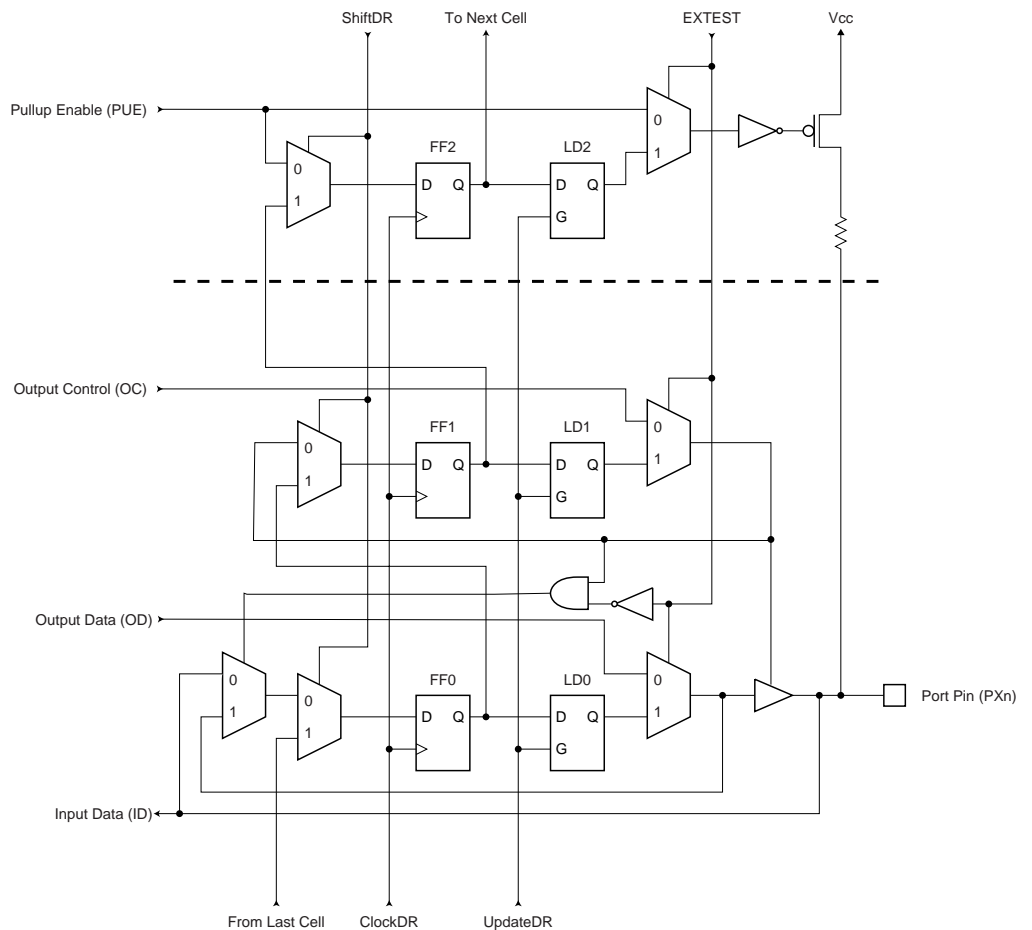 ShiftDR To Next Cell EXTEST Vcc
Pullup Enable (PUE)
0
1
FF2
D Q
LD2
D Q
G
0
1
Output Control (OC)
0
1
FF1
D Q
LD1
D Q
G
0
1
Output Data (OD)
0
1
0
1
FF0
D Q
LD0
D Q
G
0
1
Port Pin (PXn)
Input Data (ID)
From Last Cell ClockDR UpdateDR